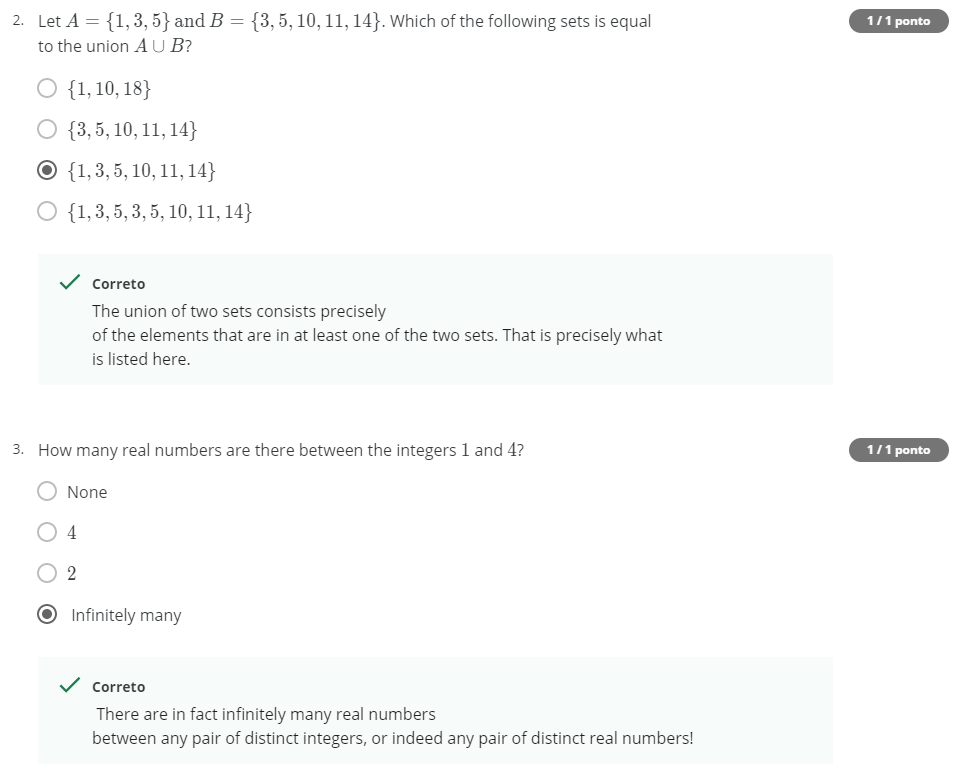 2. Let A = {1, 3, 5} and B = {3, 5, 10, 11, 14}. Which of the following sets is equal
1 / 1 ponto
to the union A ∪ B?
{1, 10, 18}
{3, 5, 10, 11, 14}
{1, 3, 5, 10, 11, 14}
{1, 3, 5, 3, 5, 10, 11, 14}
Correto
The union of two sets consists precisely
of the elements that are in at least one of the two sets. That is precisely what
is listed here.
3. How many real numbers are there between the integers 1 and 4?
1 / 1 ponto
None
4
2
Infinitely many
Correto
There are in fact infinitely many real numbers
between any pair of distinct integers, or indeed any pair of distinct real numbers!